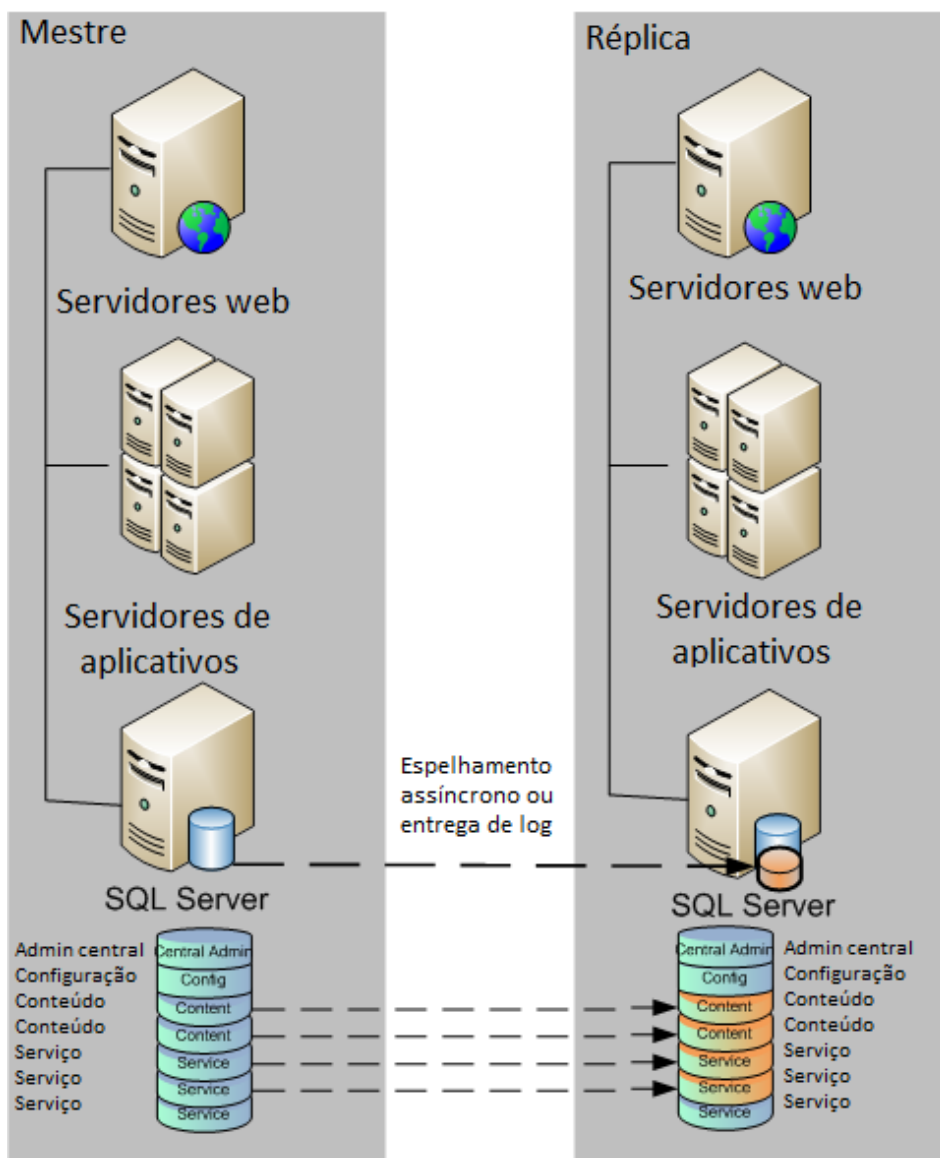 Mestre
Servidores web
Servidores de
aplicativos
SQL Server
Admin central
Configuração
Conteúdo
Conteúdo
Serviço
Serviço
Serviço
Central Admin
Config
Content
Content
Service
Service
Service
Espelhamento
assíncrono ou
entrega de log
Réplica
Servidores web
Servidores de
aplicativos
SQL Server
Central Admin
Config
Content
Content
Service
Service
Service
Admin central
Configuração
Conteúdo
Conteúdo
Serviço
Serviço
Serviço